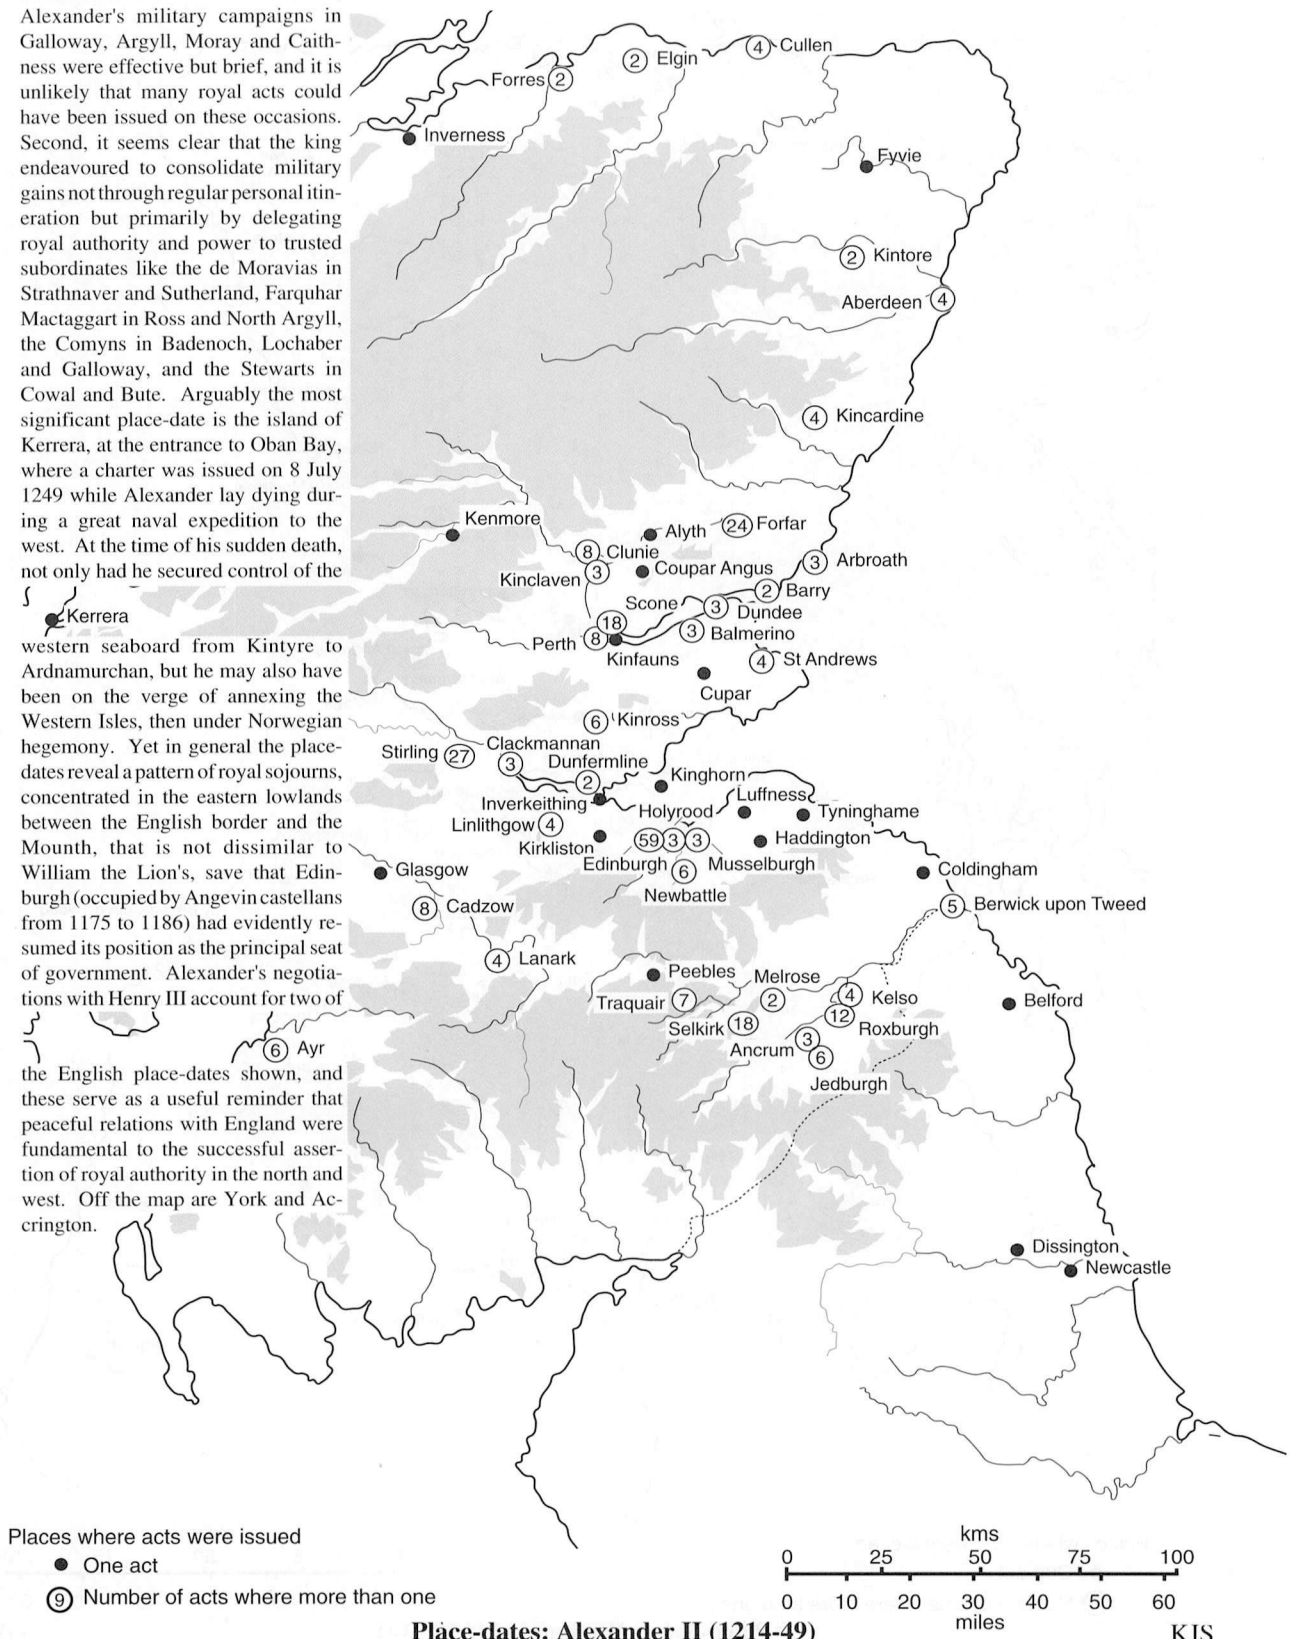 Alexander's military campaigns in
Galloway, Argyll, Moray and Caith-
ness were effective but brief, and it is
unlikely that many royal acts could
have been issued on these occasions.
Second, it seems clear that the king
endeavoured to consolidate military
gains not through regular personal itin-
eration but primarily by delegating
royal authority and power to trusted
subordinates like the de Moravias in
Strathnaver and Sutherland, Farquhar
Mactaggart in Ross and North Argyll,
the Comyns in Badenoch, Lochaber
and Galloway, and the Stewarts in
Cowal and Bute. Arguably the most
significant place-date is the island of
Kerrera, at the entrance to Oban Bay,
where a charter was issued on 8 July
1249 while Alexander lay dying dur-
ing a great naval expedition to the
west. At the time of his sudden death,
not only had he secured control of the
Kerrera
western seaboard from Kintyre to
Ardnamurchan, but he may also have
been on the verge of annexing the
Western Isles, then under Norwegian
hegemony. Yet in general the place-
dates reveal a pattern of royal sojourns,
concentrated in the eastern lowlands
between the English border and the
Mounth, that is not dissimilar to
William the Lion's, save that Edin-
burgh (occupied by Angevin castellans
from 1175 to 1186) had evidently re-
sumed its position as the principal seat
of government. Alexander's negotia-
tions with Henry III account for two of
6 Ayr
the English place-dates shown, and
these serve as a useful reminder that
peaceful relations with England were
fundamental to the successful asser-
tion of royal authority in the north and
west. Off the map are York and Ac-
crington.
4 Cullen
2 Elgin
Forres 2
Inverness
Fyvie
2 Kintore
Aberdeen 4
4 Kincardine
Kenmore
Alyth
24 Forfar
8 Clunie
Kinclaven 3
Coupar Angus
3 Arbroath
2 Barry
Scone 18
3 Dundee
Perth 8
3 Balmerino
Kinfauns
4 St Andrews
Cupar
6 Kinross
Stirling 27
Clackmannan 3
Dunfermline 2
Kinghorn
Inverkeithing
Luffness
Holyrood 3
Tyninghame
Linlithgow 4
Kirkliston
Edinburgh 59
3 Musselburgh
Haddington
6 Newbattle
Glasgow
Coldingham
8 Cadzow
5 Berwick upon Tweed
4 Lanark
Peebles
Melrose 2
Traquair 7
4 Kelso
Belford
Selkirk 18
12 Roxburgh
Ancrum 3
6 Jedburgh
Dissington
Newcastle
Places where acts were issued
One act
9 Number of acts where more than one
kms
0 25 50 75 100
0 10 20 30 40 50 60
miles
Place-dates: Alexander II (1214-49)
KJS